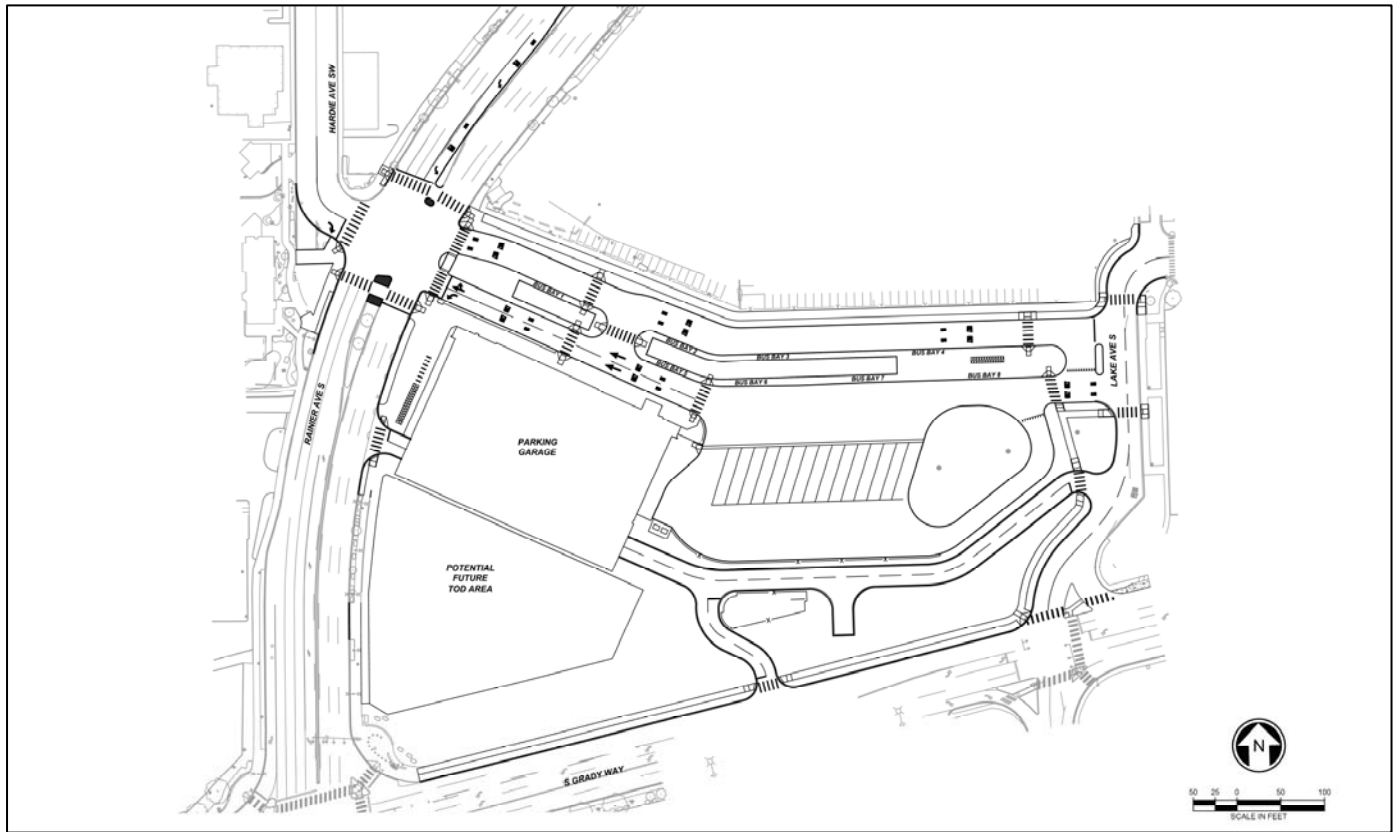 HARDIE AVE SW
BUS BAY 1
BUS BAY 2
BUS BAY 3
BUS BAY 4
BUS BAY 5
BUS BAY 6
BUS BAY 7
BUS BAY 8
LAKE AVE S
RAINIER AVE S
PARKING
GARAGE
POTENTIAL
FUTURE
TOD AREA
S GRADY WAY
N
50 25 0 50 100
SCALE IN FEET